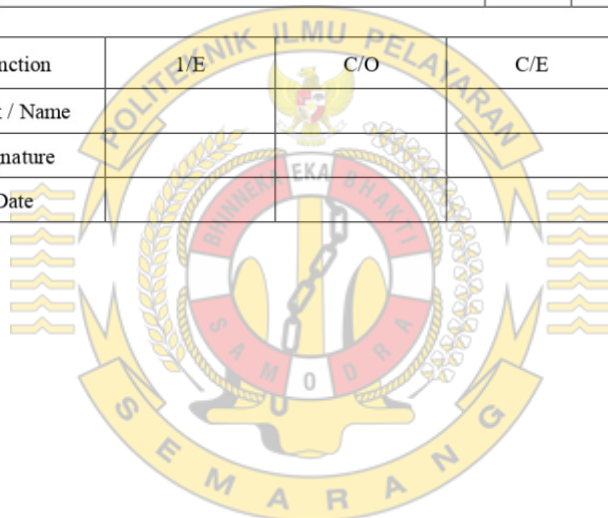 POLITEKNIK ILMU PELAYARAN
nction 1/E C/O C/E
/ Name
nature
Date
BHINNEKA EKA BHAKTI
SAMODRA
SEMARANG